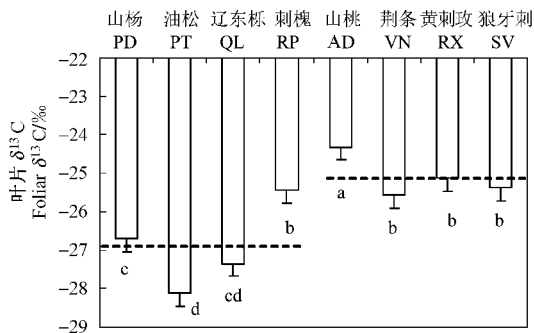 山杨 油松 辽东栎 刺槐 山桃 荆条 黄刺玫 狼牙刺
PD PT QL RP AD VN RX SV
叶片 δ13C
Foliar δ13C/‰
-22
-23
-24
-25
-26
-27
-28
-29
c
d
cd
b
a
b
b
b